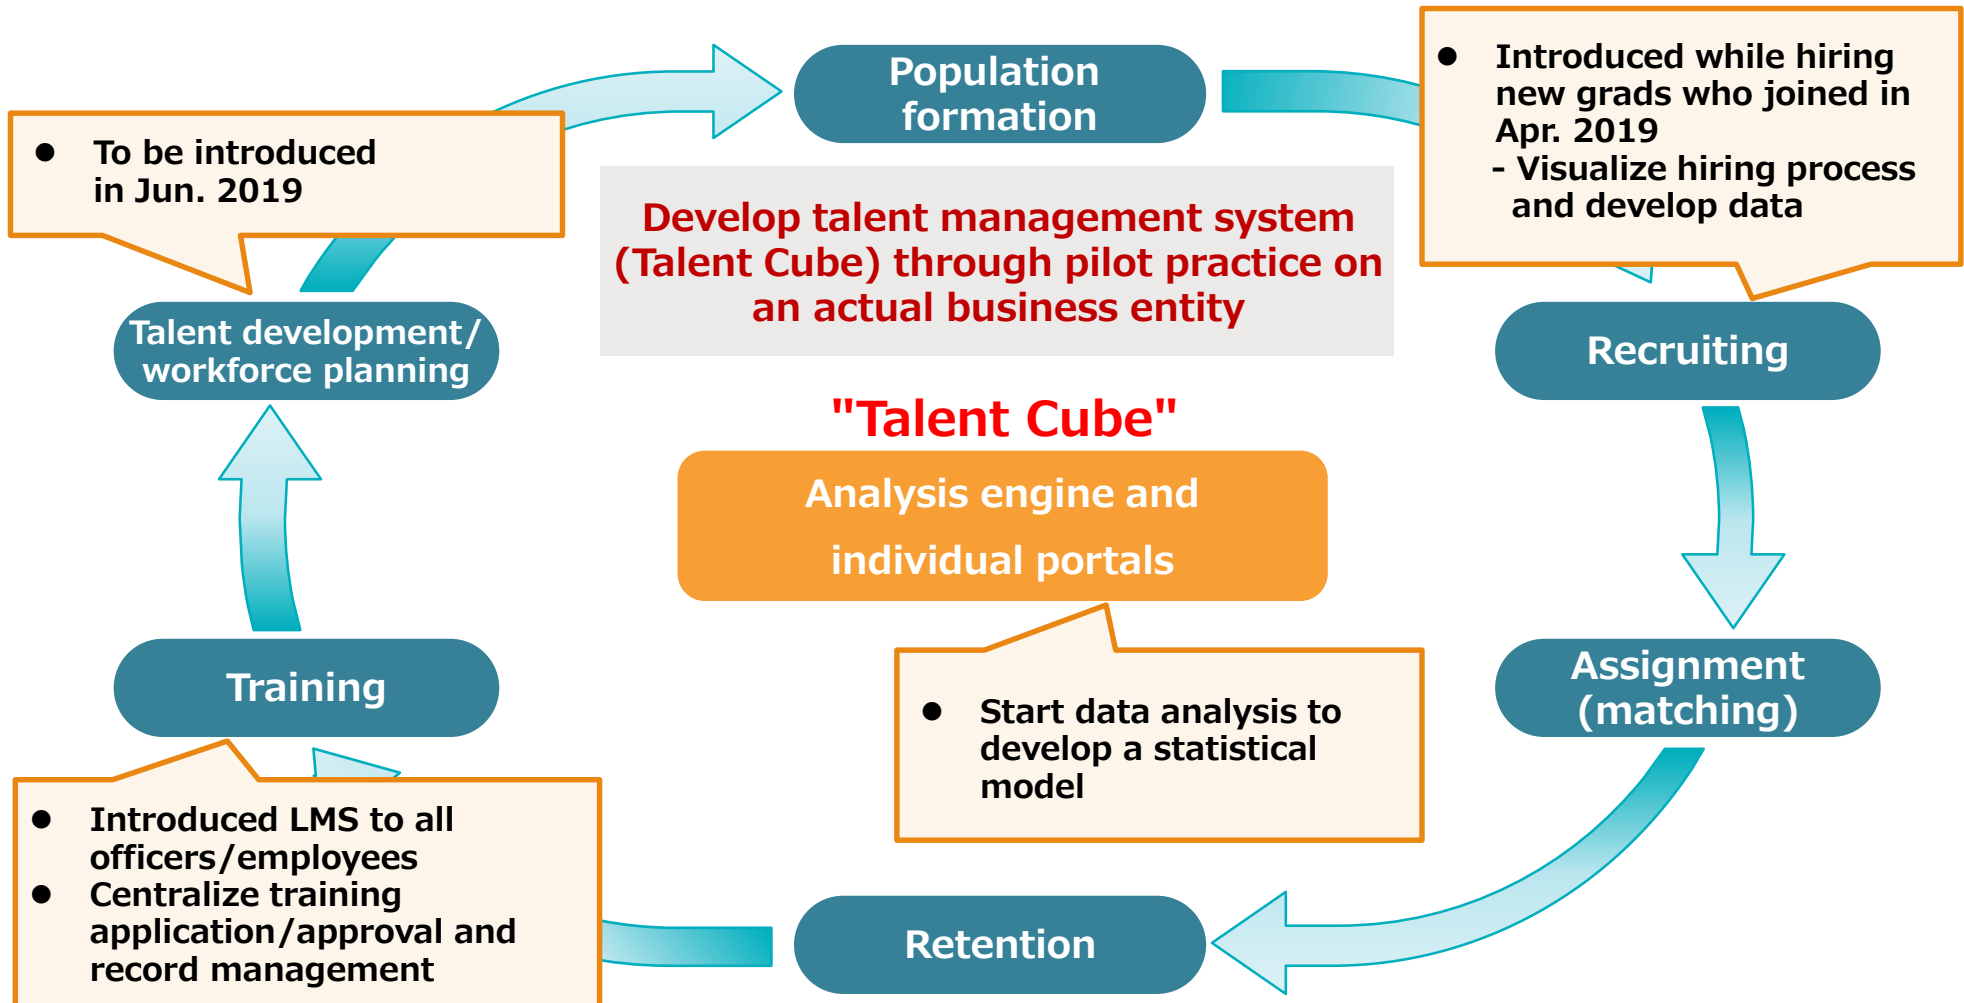 Population
formation
● Introduced while hiring
new grads who joined in
Apr. 2019
- Visualize hiring process
and develop data
● To be introduced
in Jun. 2019
Develop talent management system
(Talent Cube) through pilot practice on
an actual business entity
Talent development/
workforce planning
Recruiting
"Talent Cube"
Analysis engine and
individual portals
Training
Assignment
(matching)
● Start data analysis to
develop a statistical
model
● Introduced LMS to all
officers/employees
● Centralize training
application/approval and
record management
Retention